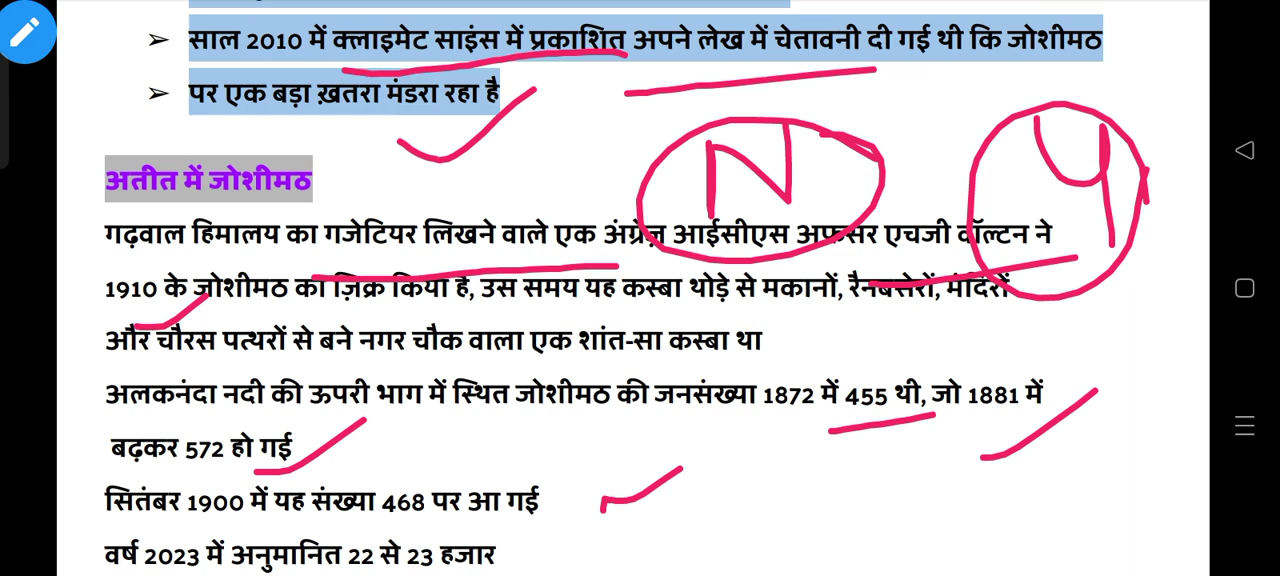 ➢ साल 2010 में क्लाइमेट साइंस में प्रकाशित अपने लेख में चेतावनी दी गई थी कि जोशीमठ
➢ पर एक बड़ा ख़तरा मंडरा रहा है
N
अतीत में जोशीमठ
गढ़वाल हिमालय का गजेटियर लिखने वाले एक अंग्रेज़ आईसीएस अफसर एचजी वॉल्टन ने
1910 के जोशीमठ का ज़िक्र किया है, उस समय यह कस्बा थोड़े से मकानों, रैनबसेरों, मंदिरों
और चौरस पत्थरों से बने नगर चौक वाला एक शांत-सा कस्बा था
अलकनंदा नदी की ऊपरी भाग में स्थित जोशीमठ की जनसंख्या 1872 में 455 थी, जो 1881 में
बढ़कर 572 हो गई
सितंबर 1900 में यह संख्या 468 पर आ गई
वर्ष 2023 में अनुमानित 22 से 23 हजार